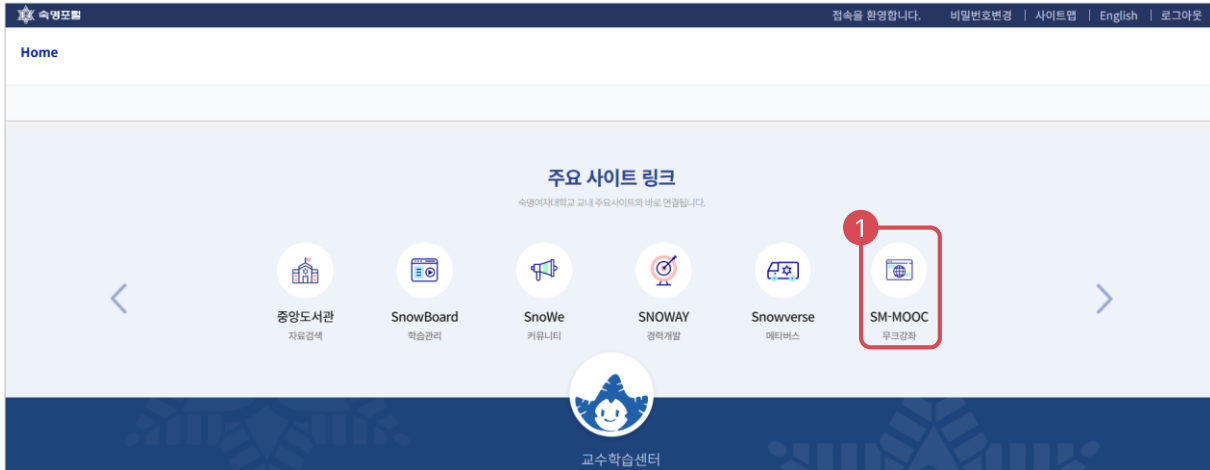 숙명포털
접속을 환영합니다. 비밀번호변경 | 사이트맵 | English | 로그아웃
Home
주요 사이트 링크
숙명여자대학교 교내 주요사이트와 바로 연결됩니다.
1
중앙도서관 SnowBoard SnoWe SNOWAY Snowverse SM-MOOC
자료검색 학습관리 커뮤니티 경력개발 메타버스 무크강좌
교수학습센터